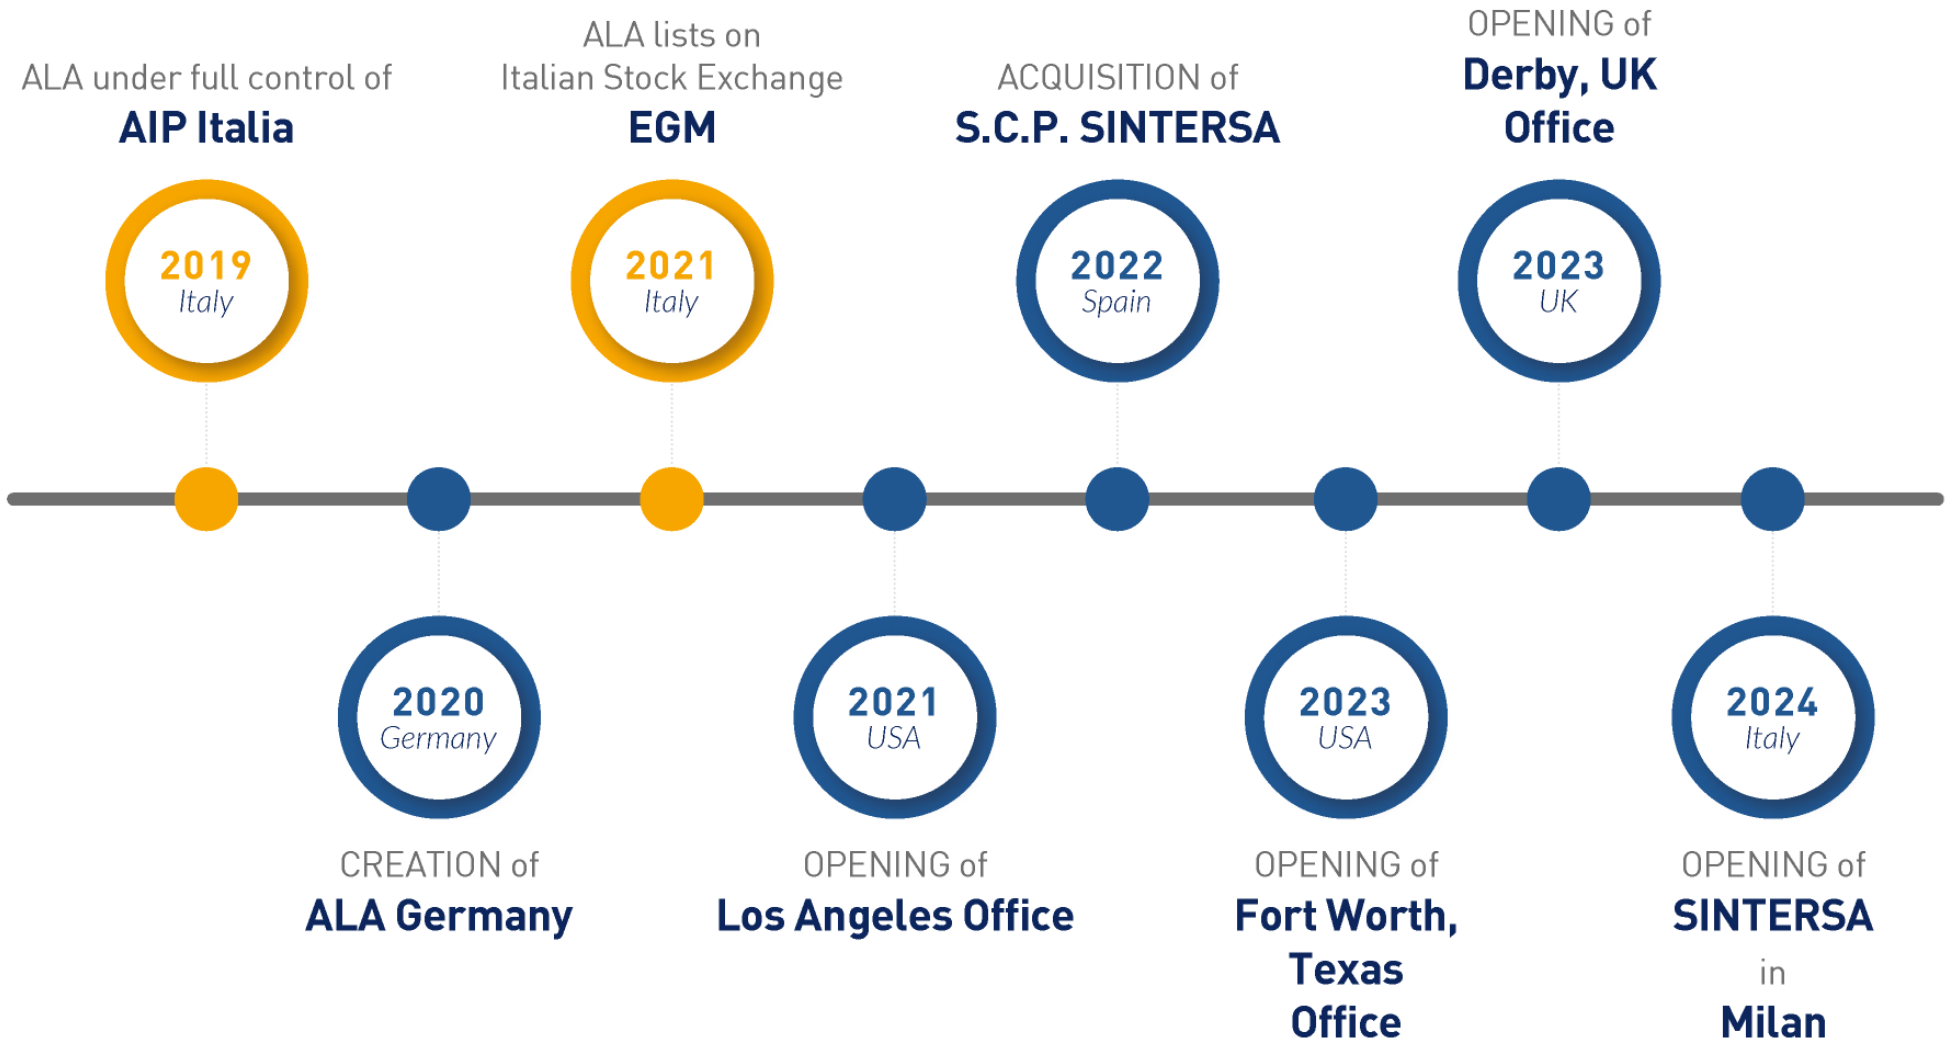 ALA under full control of
AIP Italia
2019
Italy
2020
Germany
CREATION of
ALA Germany
ALA lists on
Italian Stock Exchange
EGM
2021
Italy
2021
USA
OPENING of
Los Angeles Office
ACQUISITION of
S.C.P. SINTERSA
2022
Spain
2023
USA
OPENING of
Fort Worth,
Texas
Office
OPENING of
Derby, UK
Office
2023
UK
2024
Italy
OPENING of
SINTERSA
in
Milan